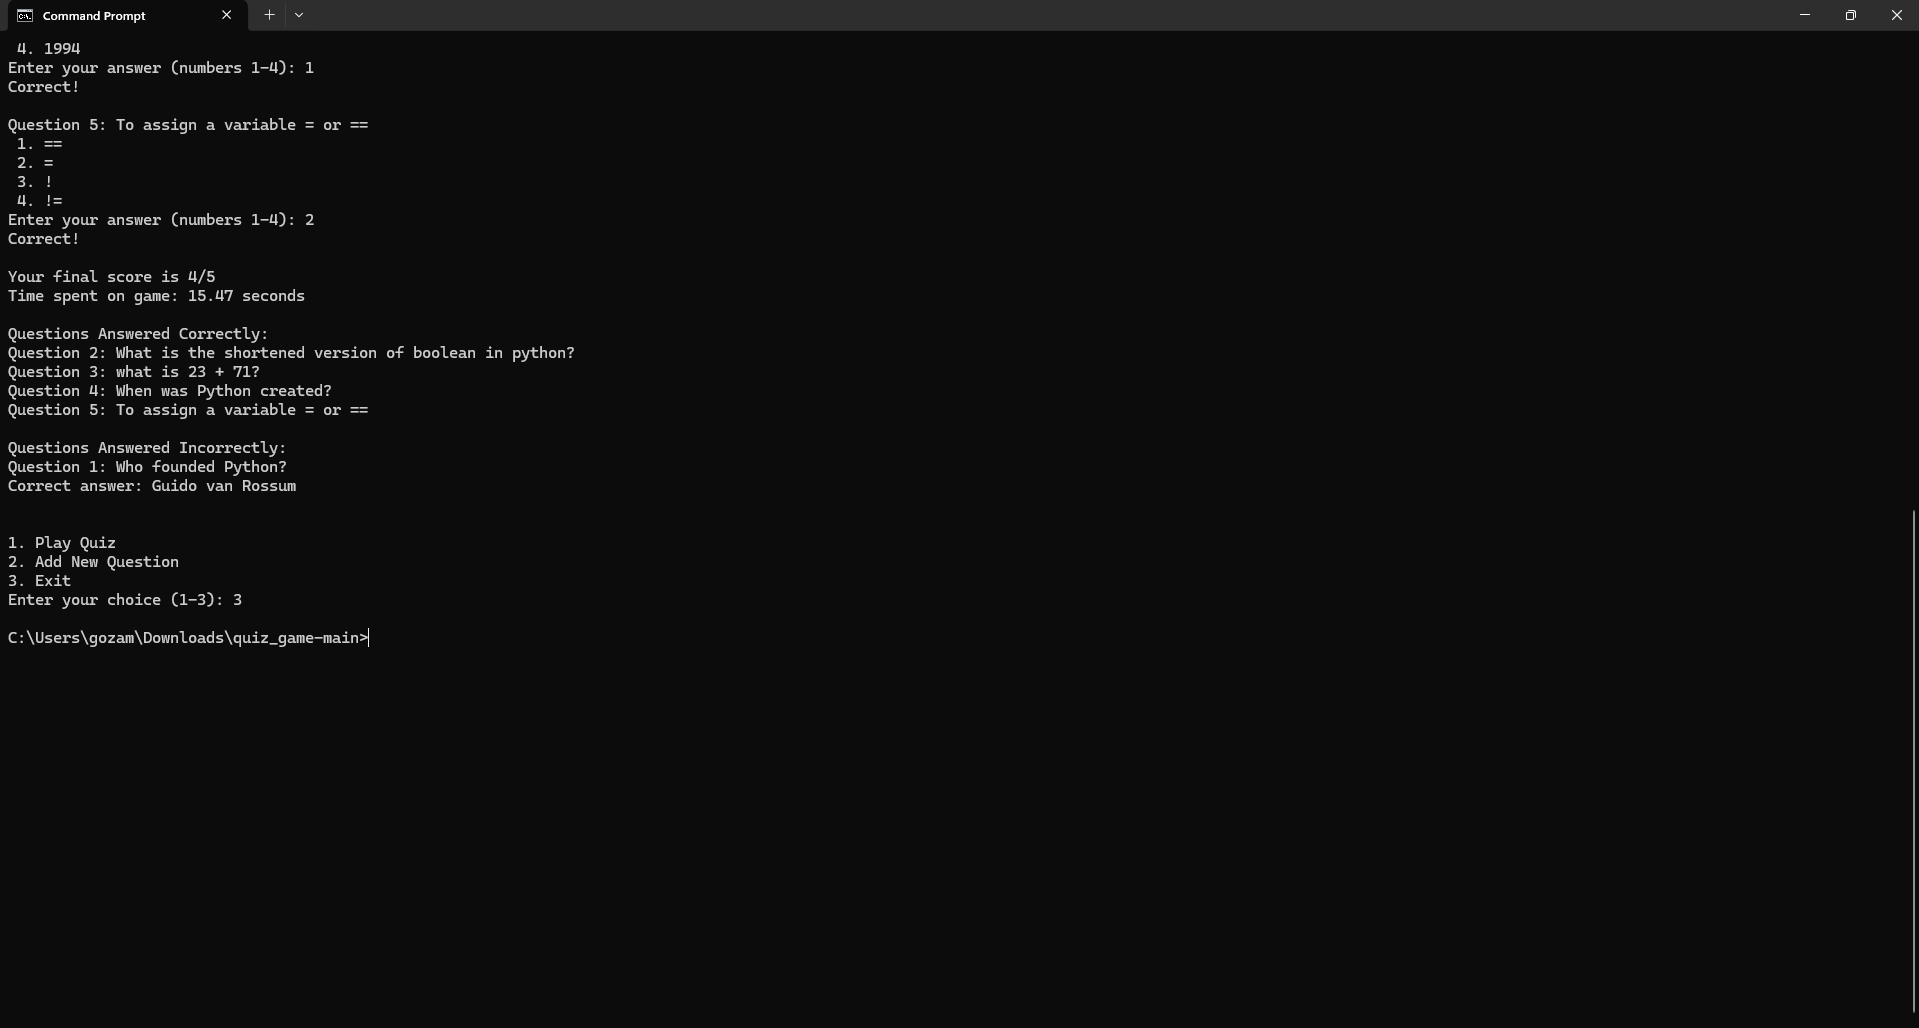 Command Prompt
4. 1994
Enter your answer (numbers 1-4): 1
Correct!
Question 5: To assign a variable = or ==
1. ==
2. =
3. !
4. !=
Enter your answer (numbers 1-4): 2
Correct!
Your final score is 4/5
Time spent on game: 15.47 seconds
Questions Answered Correctly:
Question 2: What is the shortened version of boolean in python?
Question 3: what is 23 + 71?
Question 4: When was Python created?
Question 5: To assign a variable = or ==
Questions Answered Incorrectly:
Question 1: Who founded Python?
Correct answer: Guido van Rossum
1. Play Quiz
2. Add New Question
3. Exit
Enter your choice (1-3): 3
C:\Users\gozam\Downloads\quiz_game-main>